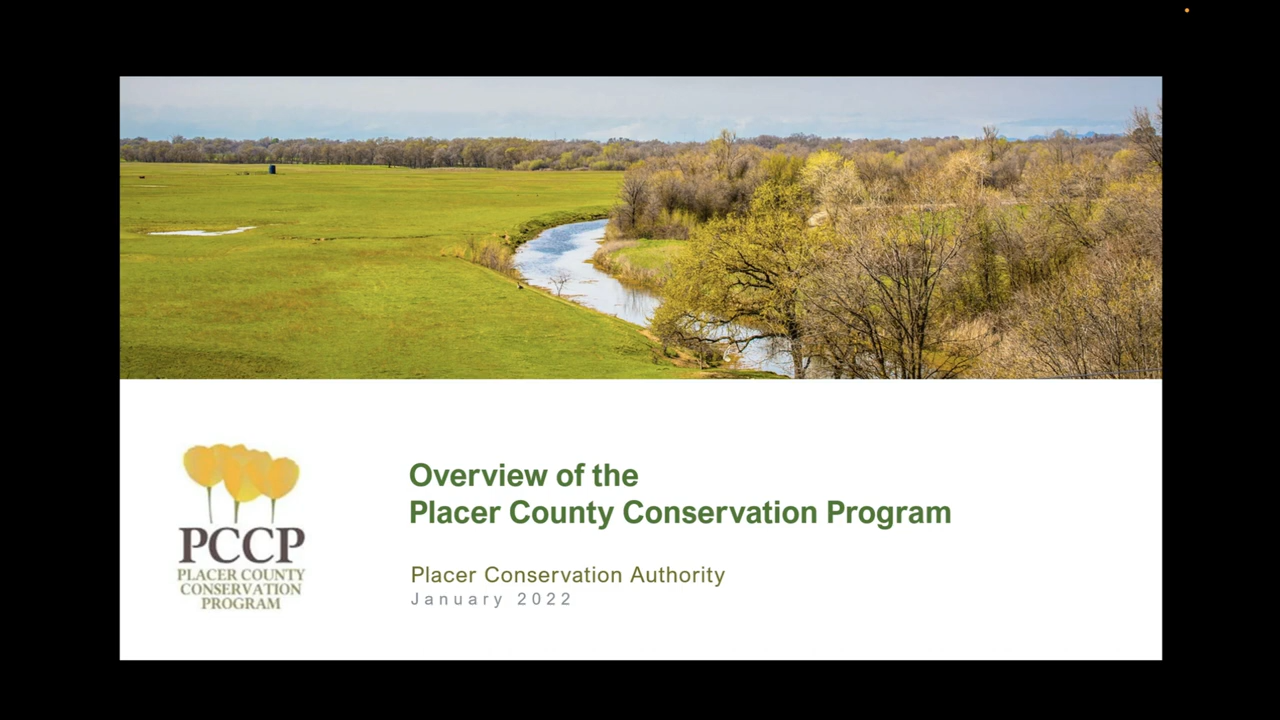 Overview of the
Placer County Conservation Program
Placer Conservation Authority
January 2022
PCCP
PLACER COUNTY
CONSERVATION
PROGRAM